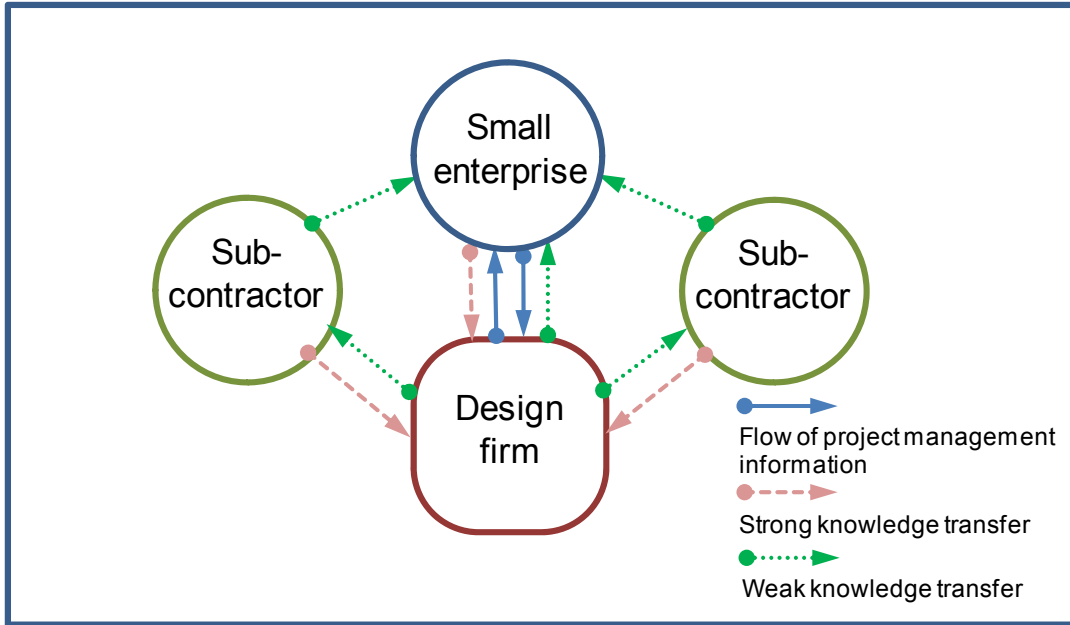 Small
enterprise
Sub-
contractor
Sub-
contractor
Design
firm
Flow of project management
information
Strong knowledge transfer
Weak knowledge transfer